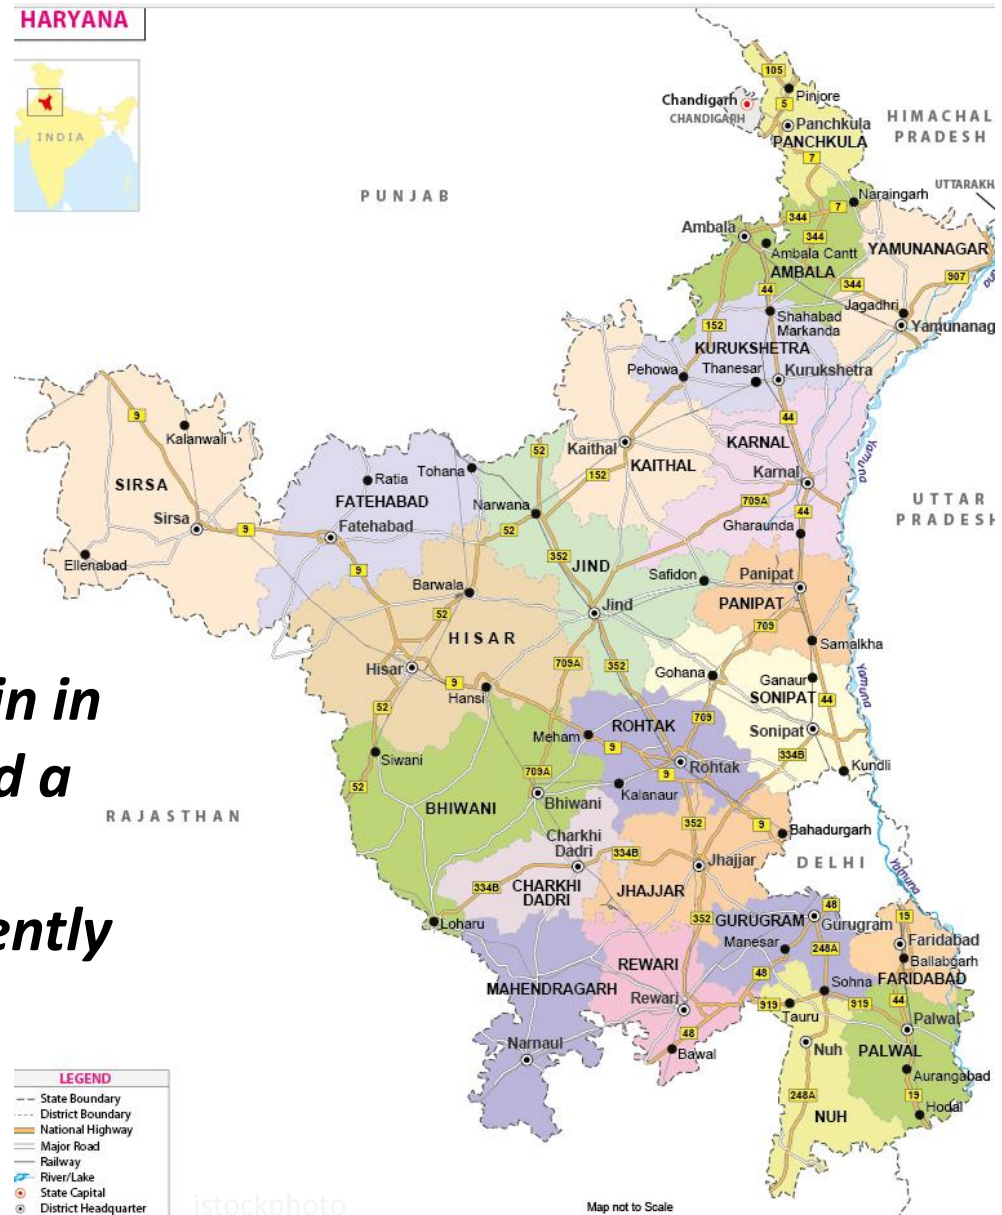 HARYANA
INDIA
PUNJAB
HIMACHAL
PRADESH
UTTARAKH
UTTAR
PRADESH
RAJASTHAN
DELHI
Chandigarh
CHANDIGARH
105
Pinjore
5
Panchkula
PANCHKULA
7
Naraingarh
7
344
344
Ambala
Ambala Cantt
AMBALA
YAMUNANAGAR
907
344
Jagadhri
Yamunanag
44
Shahabad
Markanda
152
KURUKSHETRA
Pehowa
Thanesar
Kurukshetra
44
Yamuna
9
Kalanwali
SIRSA
Sirsa
9
Ellenabad
Ratia
Tohana
FATEHABAD
Fatehabad
9
52
Kaithal
KAITHAL
152
Narwana
52
KARNAL
Karnal
709A
44
Gharaunda
352
JIND
Safidon
Jind
Panipat
PANIPAT
709
Samalkha
Barwala
52
HISAR
Hisar
9
Hansi
709A
352
Gohana
Ganaur
SONIPAT
44
Sonipat
334B
Kundli
Yamuna
in in
d a
ently
52
Siwani
52
Meham
ROHTAK
709
9
Rohtak
9
Kalanaur
709A
Bhiwani
BHIWANI
352
9
Bahadurgarh
Charkhi
Dadri
334B
Jhajjar
334B
CHARKHI
DADRI
JHAJJAR
Loharu
352
GURUGRAM
48
Gurugram
Manesar
248A
Yamuna
19
Faridabad
Ballabgarh
FARIDABAD
REWARI
MAHENDRAGARH
48
Sohna
Rewari
919
Tauru
919
44
Palwal
Narnaul
48
Bawal
Nuh
PALWAL
Aurangabad
248A
NUH
19
Hodal
LEGEND
State Boundary
District Boundary
National Highway
Major Road
Railway
River/Lake
State Capital
District Headquarter
istockphoto
Map not to Scale